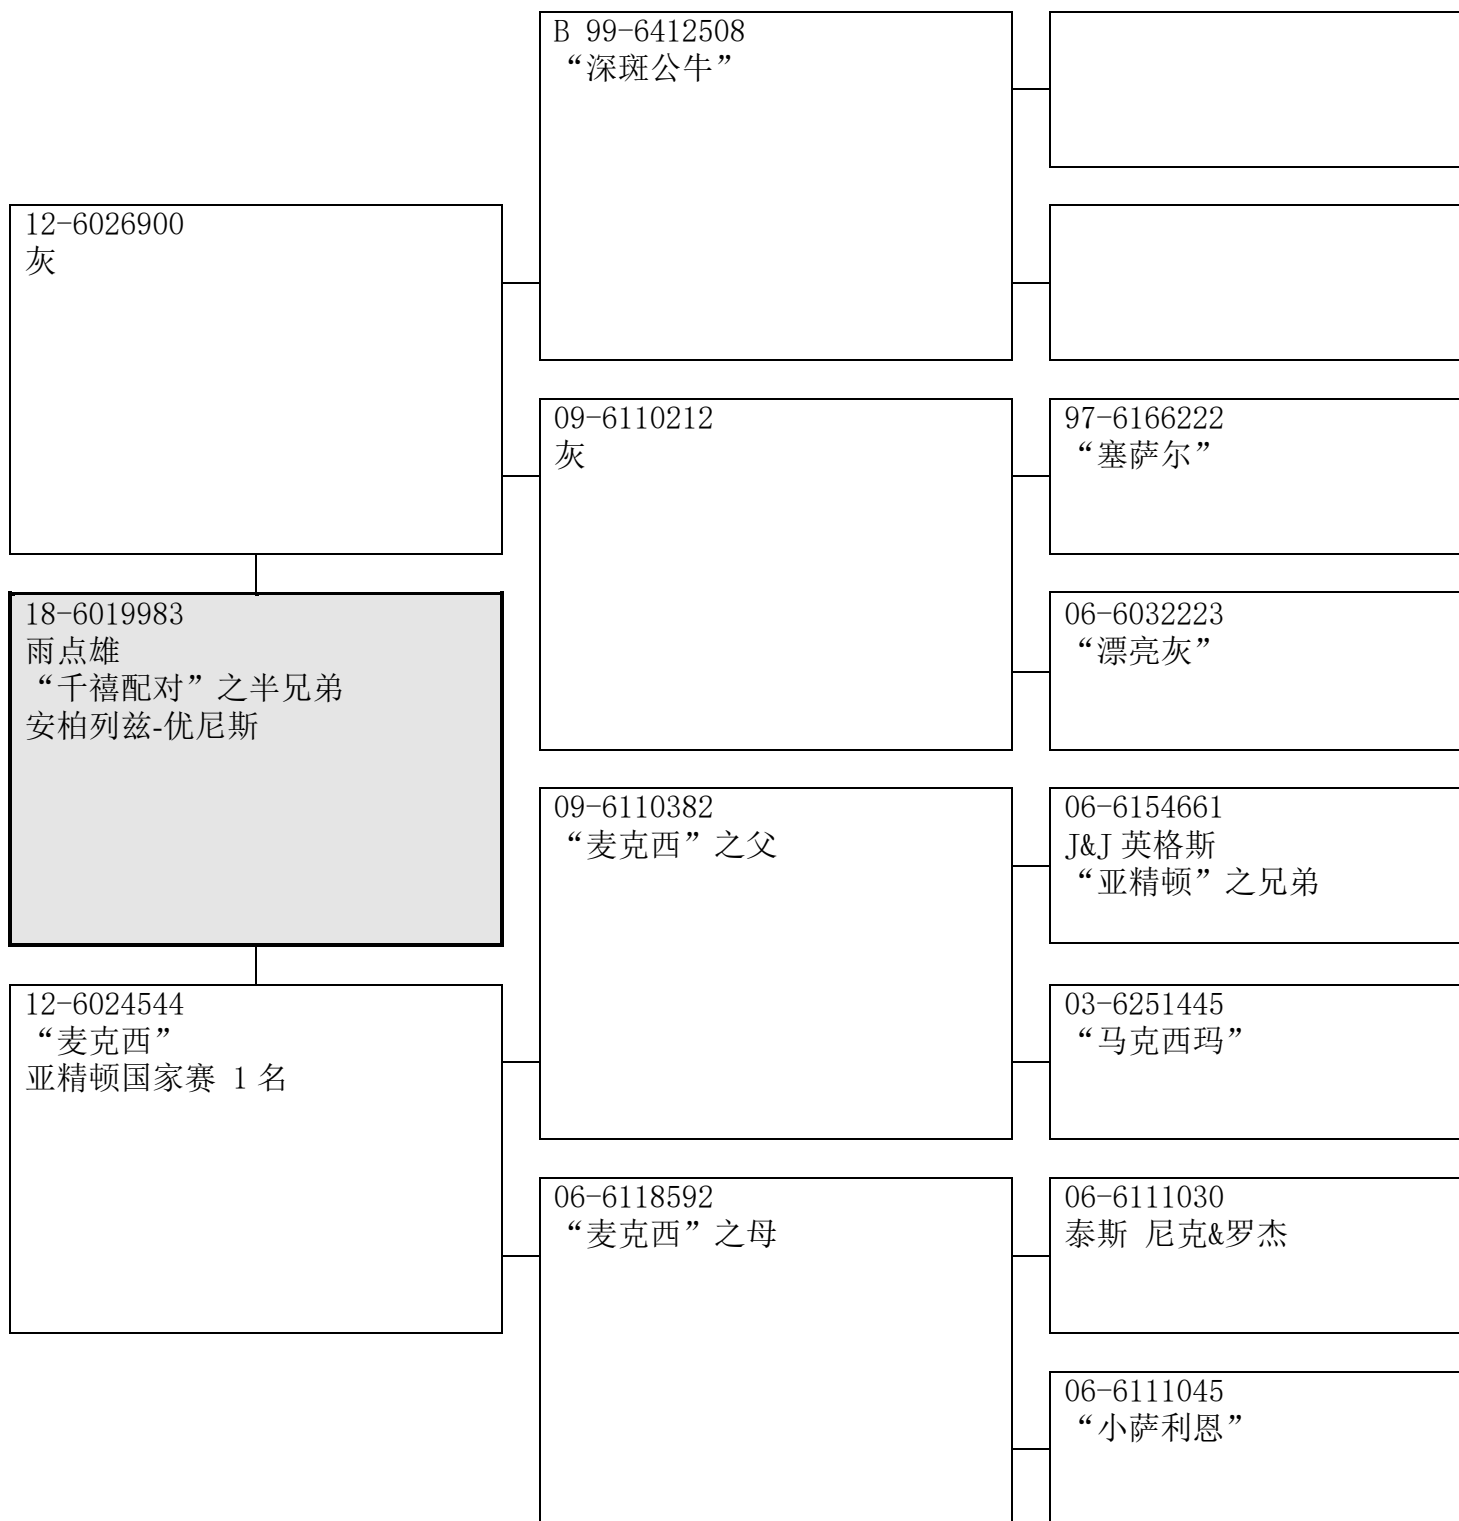 12-6026900
灰
18-6019983
雨点雄
“千禧配对”之半兄弟
安柏列兹-优尼斯
12-6024544
“麦克西”
亚精顿国家赛 1 名
B 99-6412508
“深斑公牛”
09-6110212
灰
09-6110382
“麦克西”之父
06-6118592
“麦克西”之母
97-6166222
“塞萨尔”
06-6032223
“漂亮灰”
06-6154661
J&J 英格斯
“亚精顿”之兄弟
03-6251445
“马克西玛”
06-6111030
泰斯 尼克&罗杰
06-6111045
“小萨利恩”